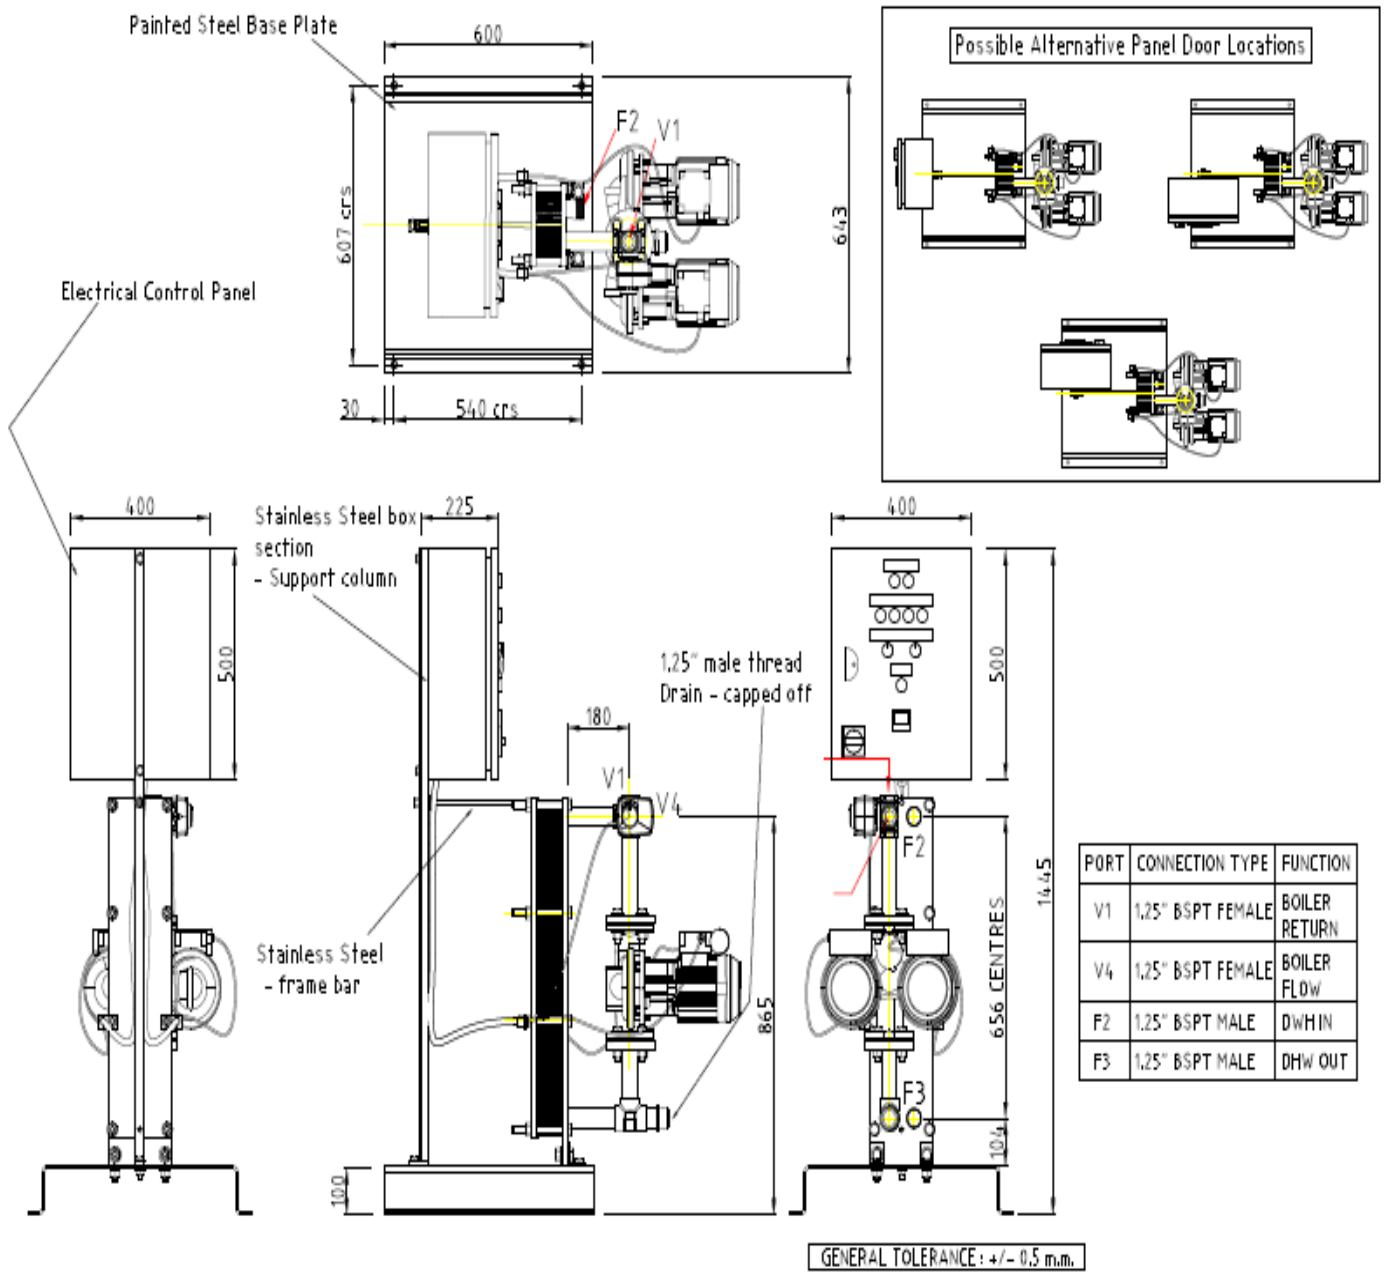 Painted Steel Base Plate
600
Possible Alternative Panel Door Locations
F2
V1
607 crs
643
Electrical Control Panel
30
540 crs
400
Stainless Steel box
section
- Support column
225
400
500
1.25" male thread
Drain - capped off
500
180
V1
V4
F2
1445
656 CENTRES
865
Stainless Steel
- frame bar
F3
104
100
PORT CONNECTION TYPE FUNCTION
V1 1.25" BSPT FEMALE BOILER
RETURN
V4 1.25" BSPT FEMALE BOILER
FLOW
F2 1.25" BSPT MALE DWH IN
F3 1.25" BSPT MALE DHW OUT
GENERAL TOLERANCE: +/- 0.5 m.m.